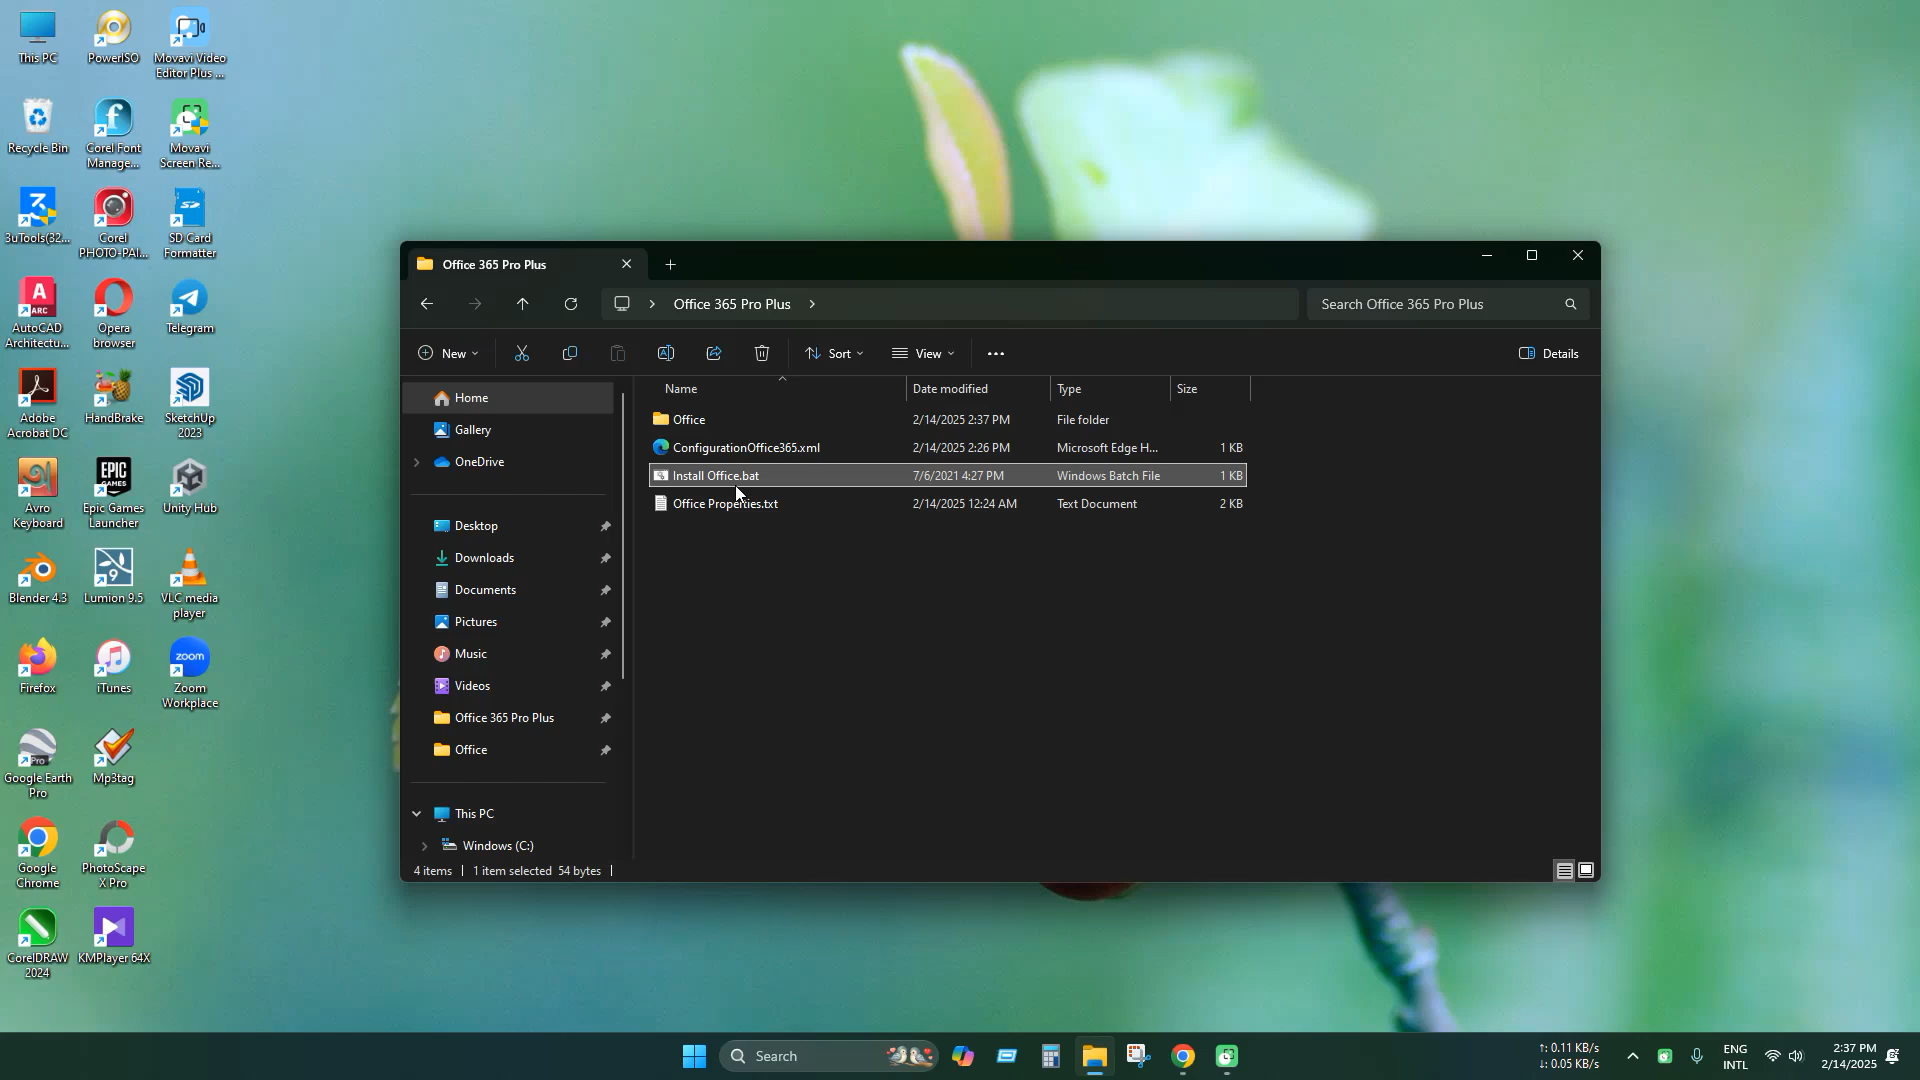 This PC
PowerISO
Movavi Video
Editor Plus ...
Recycle Bin
Corel Font
Manage...
Movavi
Screen Re...
3uTools(32...
Corel
PHOTO-PAI...
SD Card
Formatter
AutoCAD
Architectu...
Opera
browser
Telegram
Adobe
Acrobat DC
HandBrake
SketchUp
2023
Avro
Keyboard
Epic Games
Launcher
Unity Hub
Blender 4.3
Lumion 9.5
VLC media
player
Firefox
iTunes
Zoom
Workplace
Google Earth
Pro
Mp3tag
Google
Chrome
PhotoScape
X Pro
CorelDRAW
2024
KMPlayer 64X
Office 365 Pro Plus
Office 365 Pro Plus
Search Office 365 Pro Plus
New
Sort
View
Details
Home
Gallery
OneDrive
Desktop
Downloads
Documents
Pictures
Music
Videos
Office 365 Pro Plus
Office
This PC
Windows (C:)
Name Date modified Type Size
Office 2/14/2025 2:37 PM File folder
ConfigurationOffice365.xml 2/14/2025 2:26 PM Microsoft Edge H... 1 KB
Install Office.bat 7/6/2021 4:27 PM Windows Batch File 1 KB
Office Properties.txt 2/14/2025 12:24 AM Text Document 2 KB
4 items 1 item selected 54 bytes
Search
↑: 0.11 KB/s
↓: 0.05 KB/s
ENG
INTL
2:37 PM
2/14/2025